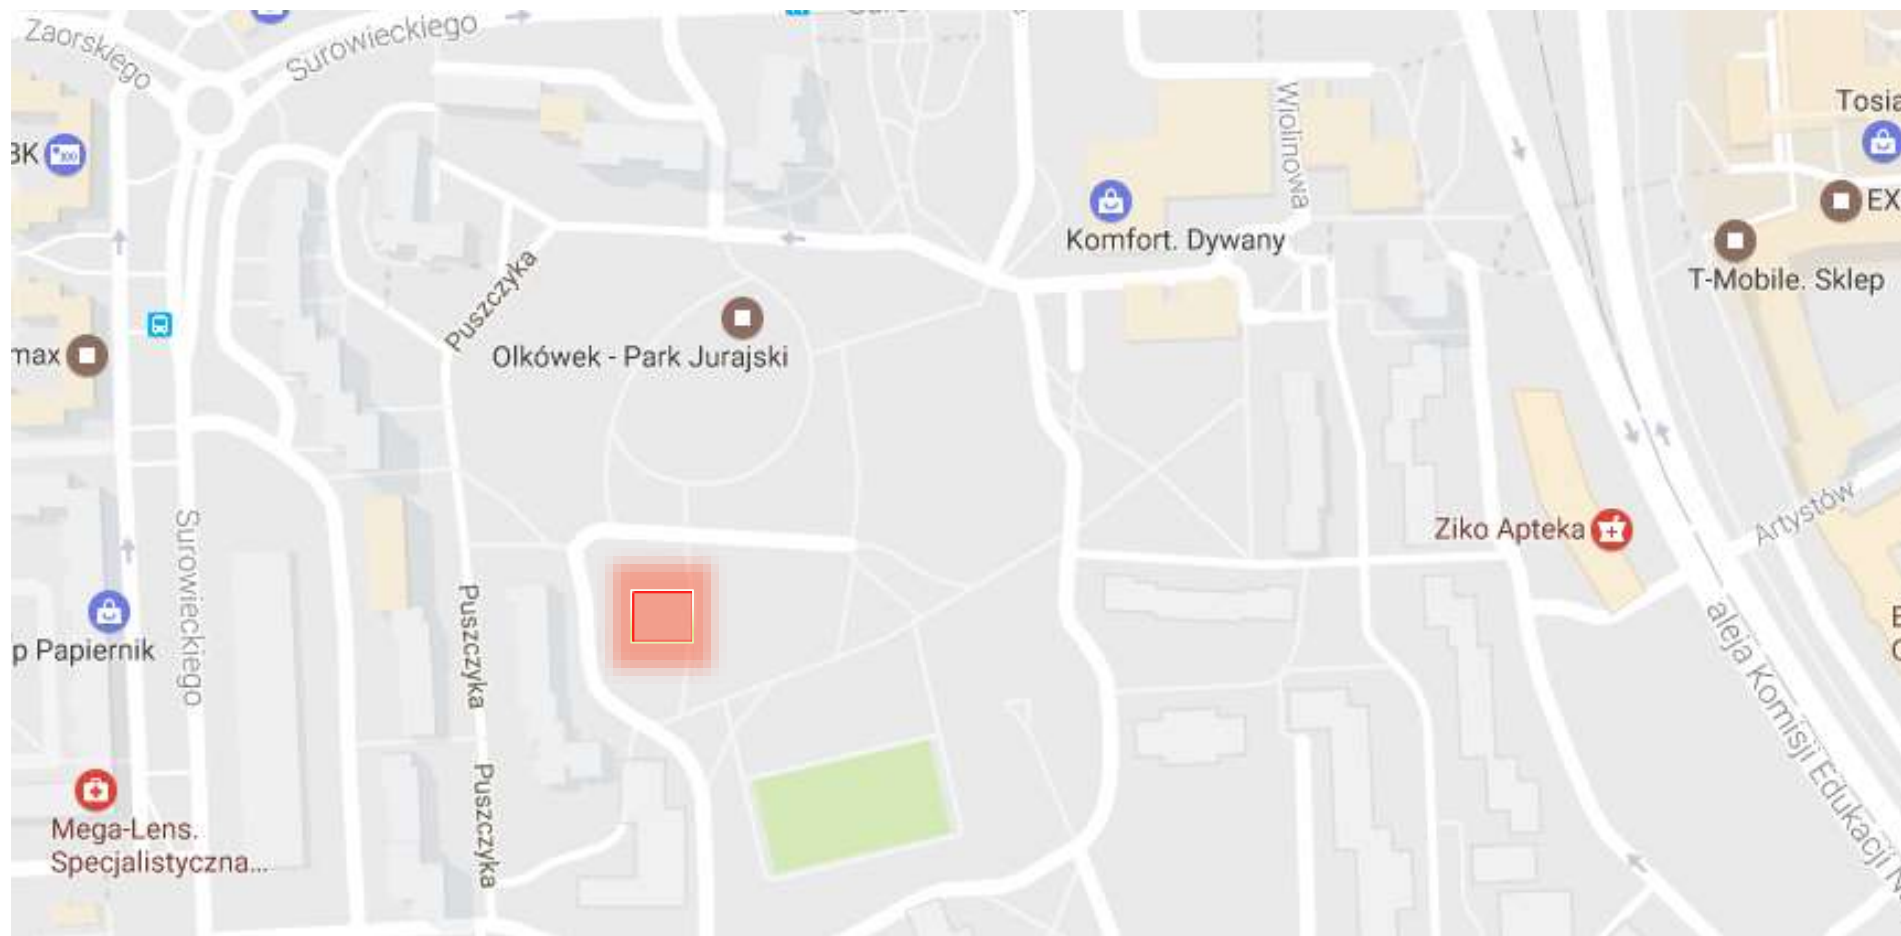 Zaorskiego
Surowieckiego
BK
Wiolinowa
Tosia
EX
Komfort. Dywany
T-Mobile. Sklep
Puszczyka
max
Olkówek - Park Jurajski
Surowieckiego
Ziko Apteka
Artystów
Puszczyka
p Papiernik
aleja Komisji Edukacji N
Puszczyka
Mega-Lens.
Specjalistyczna...